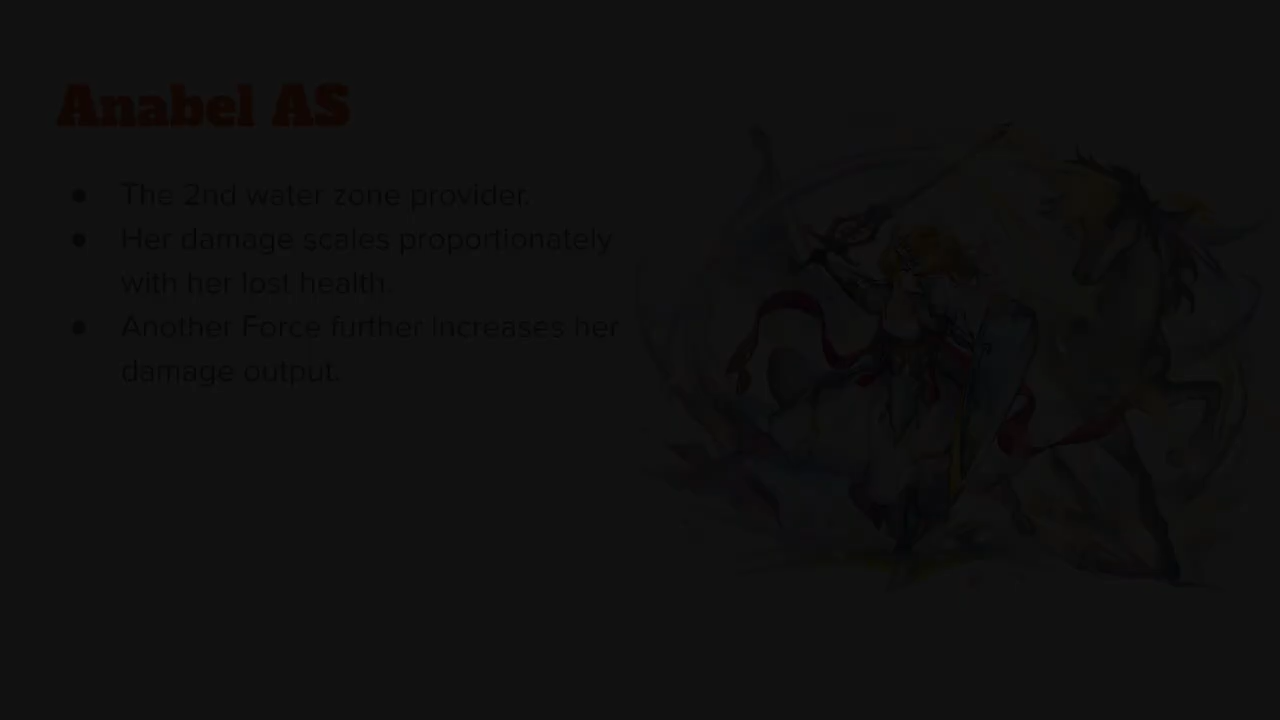 Anabel AS
● The 2nd water zone provider.
● Her damage scales proportionately
with her lost health.
● Another Force further increases her
damage output.